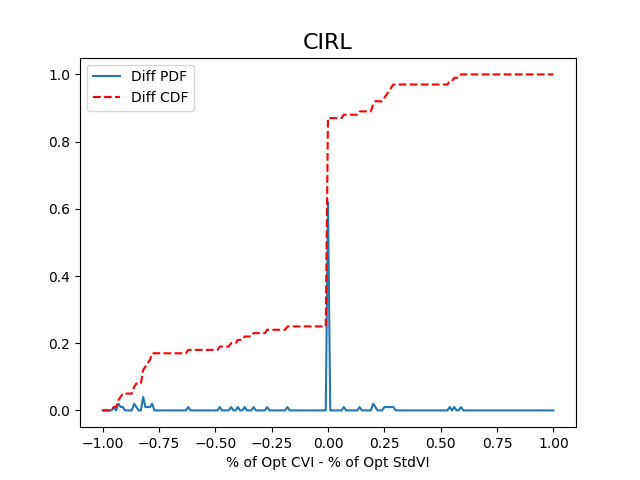 CIRL
Diff PDF
Diff CDF
1.0
0.8
0.6
0.4
0.2
0.0
−1.00 −0.75 −0.50 −0.25 0.00 0.25 0.50 0.75 1.00
% of Opt CVI - % of Opt StdVI